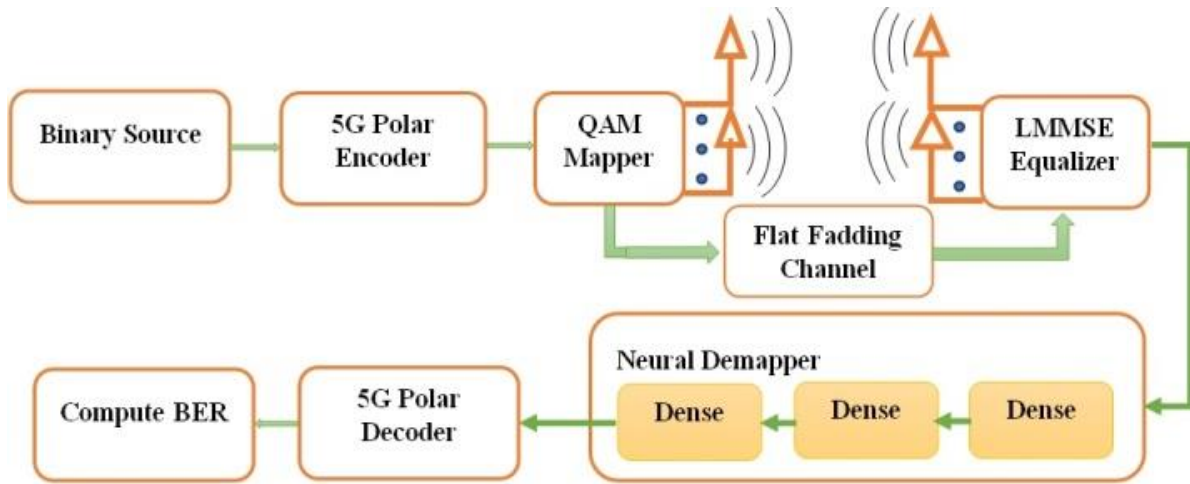 Binary Source
5G Polar
Encoder
QAM
Mapper
LMMSE
Equalizer
Flat Fadding
Channel
Neural Demapper
Dense
Dense
Dense
5G Polar
Decoder
Compute BER